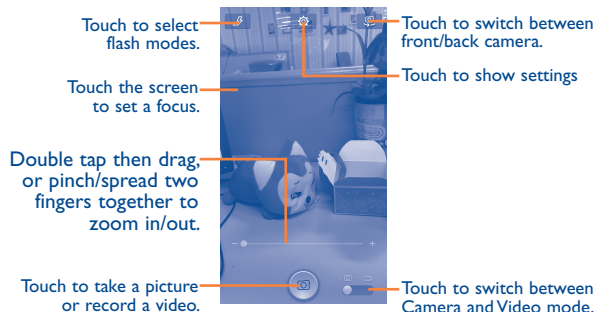 Touch to select
flash modes.
Touch to switch between
front/back camera.
Touch to show settings
Touch the screen
to set a focus.
Double tap then drag,
or pinch/spread two
fingers together to
zoom in/out.
Touch to take a picture
or record a video.
Touch to switch between
Camera and Video mode.